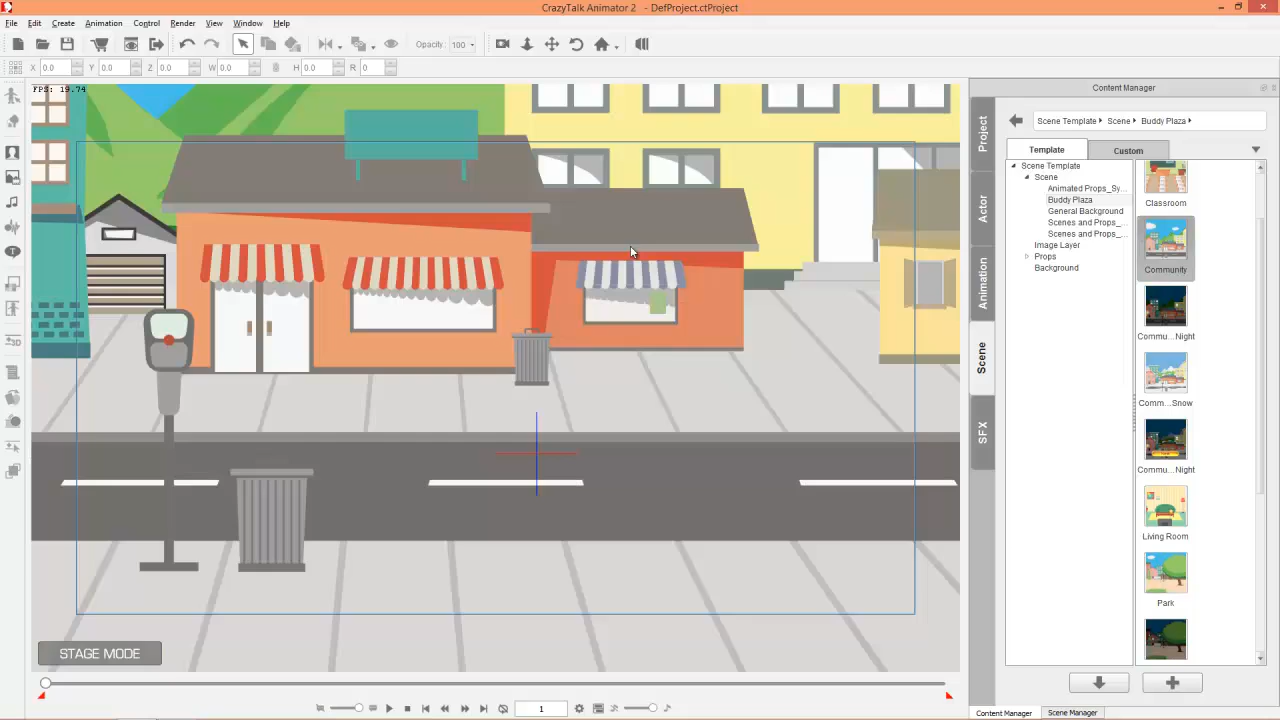 CrazyTalk Animator 2 - DefProject.ctProject
File Edit Create Animation Control Render View Window Help
Opacity: 100
X 0.0 Y 0.0 Z 0.0 W 0.0 H 0.0 R 0
FPS: 19.74
STAGE MODE
1
Content Manager
Scene Template Scene Buddy Plaza
Template Custom
Project
Actor
Animation
Scene
SFX
Scene Template
Scene
Animated Props_Sy...
Buddy Plaza
General Background
Scenes and Props_...
Scenes and Props_...
Image Layer
Props
Background
Classroom
Community
Commu...Night
Comm...Snow
Commu...Night
Living Room
Park
Content Manager Scene Manager